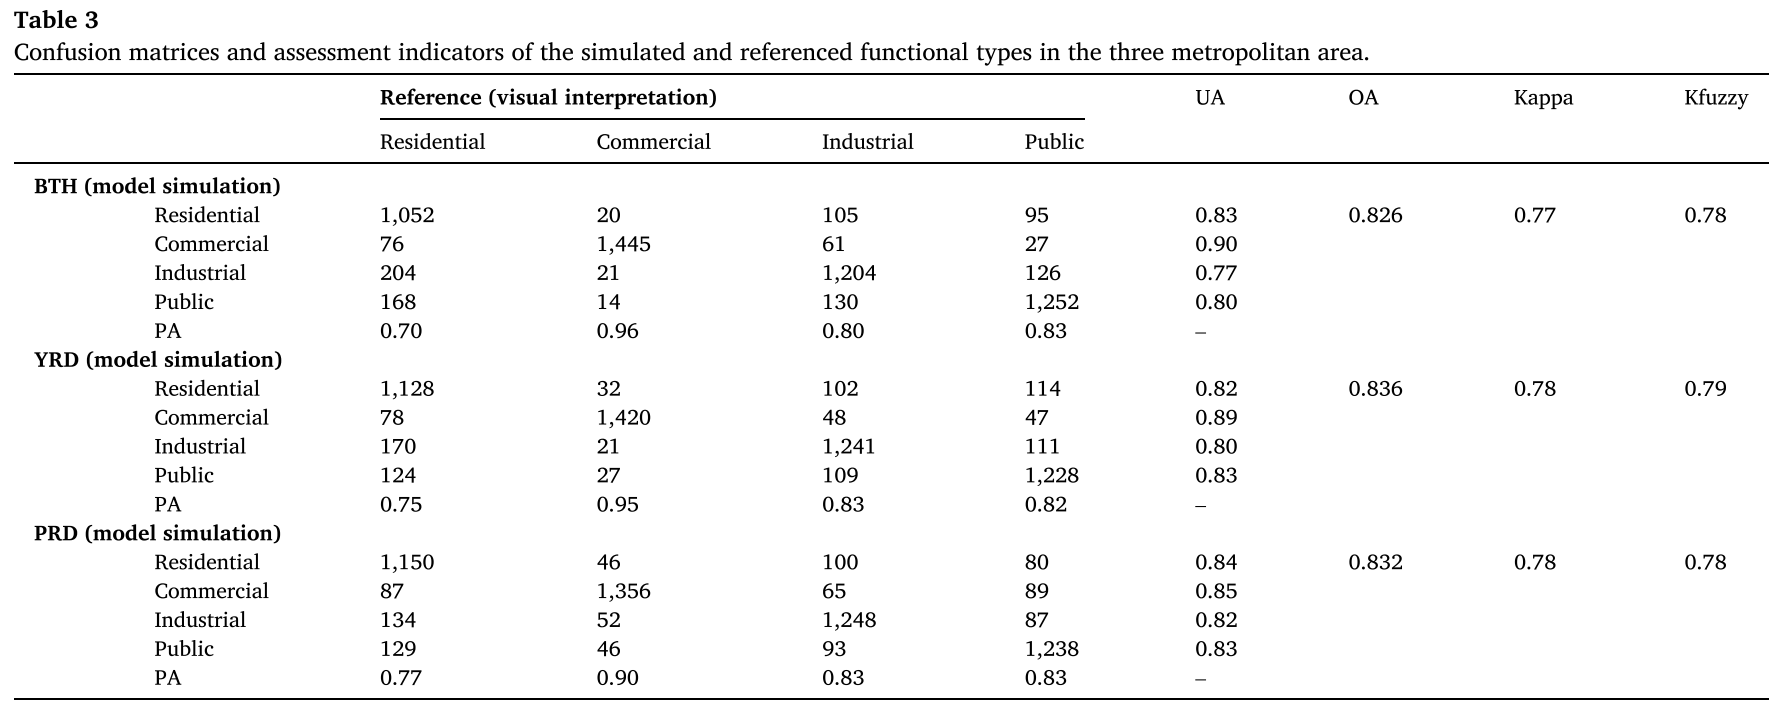 Table 3
Confusion matrices and assessment indicators of the simulated and referenced functional types in the three metropolitan area.
Reference (visual interpretation) UA OA Kappa Kfuzzy
Residential Commercial Industrial Public
BTH (model simulation)
Residential 1,052 20 105 95 0.83 0.826 0.77 0.78
Commercial 76 1,445 61 27 0.90
Industrial 204 21 1,204 126 0.77
Public 168 14 130 1,252 0.80
PA 0.70 0.96 0.80 0.83 –
YRD (model simulation)
Residential 1,128 32 102 114 0.82 0.836 0.78 0.79
Commercial 78 1,420 48 47 0.89
Industrial 170 21 1,241 111 0.80
Public 124 27 109 1,228 0.83
PA 0.75 0.95 0.83 0.82 –
PRD (model simulation)
Residential 1,150 46 100 80 0.84 0.832 0.78 0.78
Commercial 87 1,356 65 89 0.85
Industrial 134 52 1,248 87 0.82
Public 129 46 93 1,238 0.83
PA 0.77 0.90 0.83 0.83 –